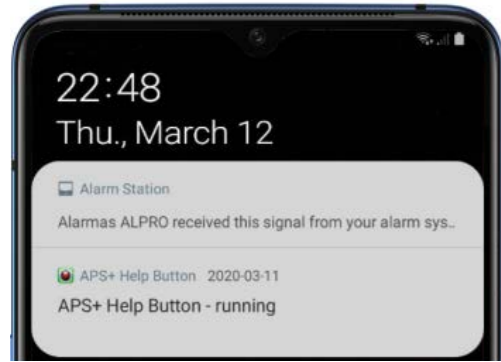 22:48
Thu., March 12
Alarm Station
Alarmas ALPRO received this signal from your alarm sys..
APS+ Help Button 2020-03-11
APS+ Help Button - running